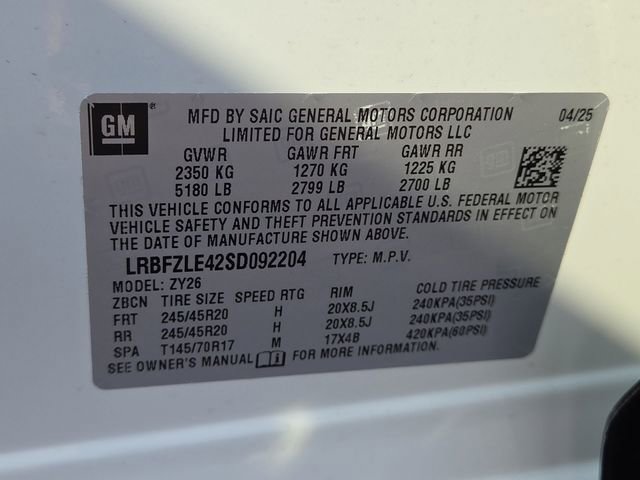 GM
MFD BY SAIC GENERAL MOTORS CORPORATION 04/25
LIMITED FOR GENERAL MOTORS LLC
GVWR GAWR FRT GAWR RR
2350 KG 1270 KG 1225 KG
5180 LB 2799 LB 2700 LB
THIS VEHICLE CONFORMS TO ALL APPLICABLE U.S. FEDERAL MOTOR
VEHICLE SAFETY AND THEFT PREVENTION STANDARDS IN EFFECT ON
THE DATE OF MANUFACTURE SHOWN ABOVE.
LRBFZLE42SD092204 TYPE: M.P.V.
MODEL: ZY26
ZBCN TIRE SIZE SPEED RTG RIM COLD TIRE PRESSURE
FRT 245/45R20 H 20X8.5J 240KPA(35PSI)
RR 245/45R20 H 20X8.5J 240KPA(35PSI)
SPA T145/70R17 M 17X4B 420KPA(60PSI)
SEE OWNER'S MANUAL FOR MORE INFORMATION.